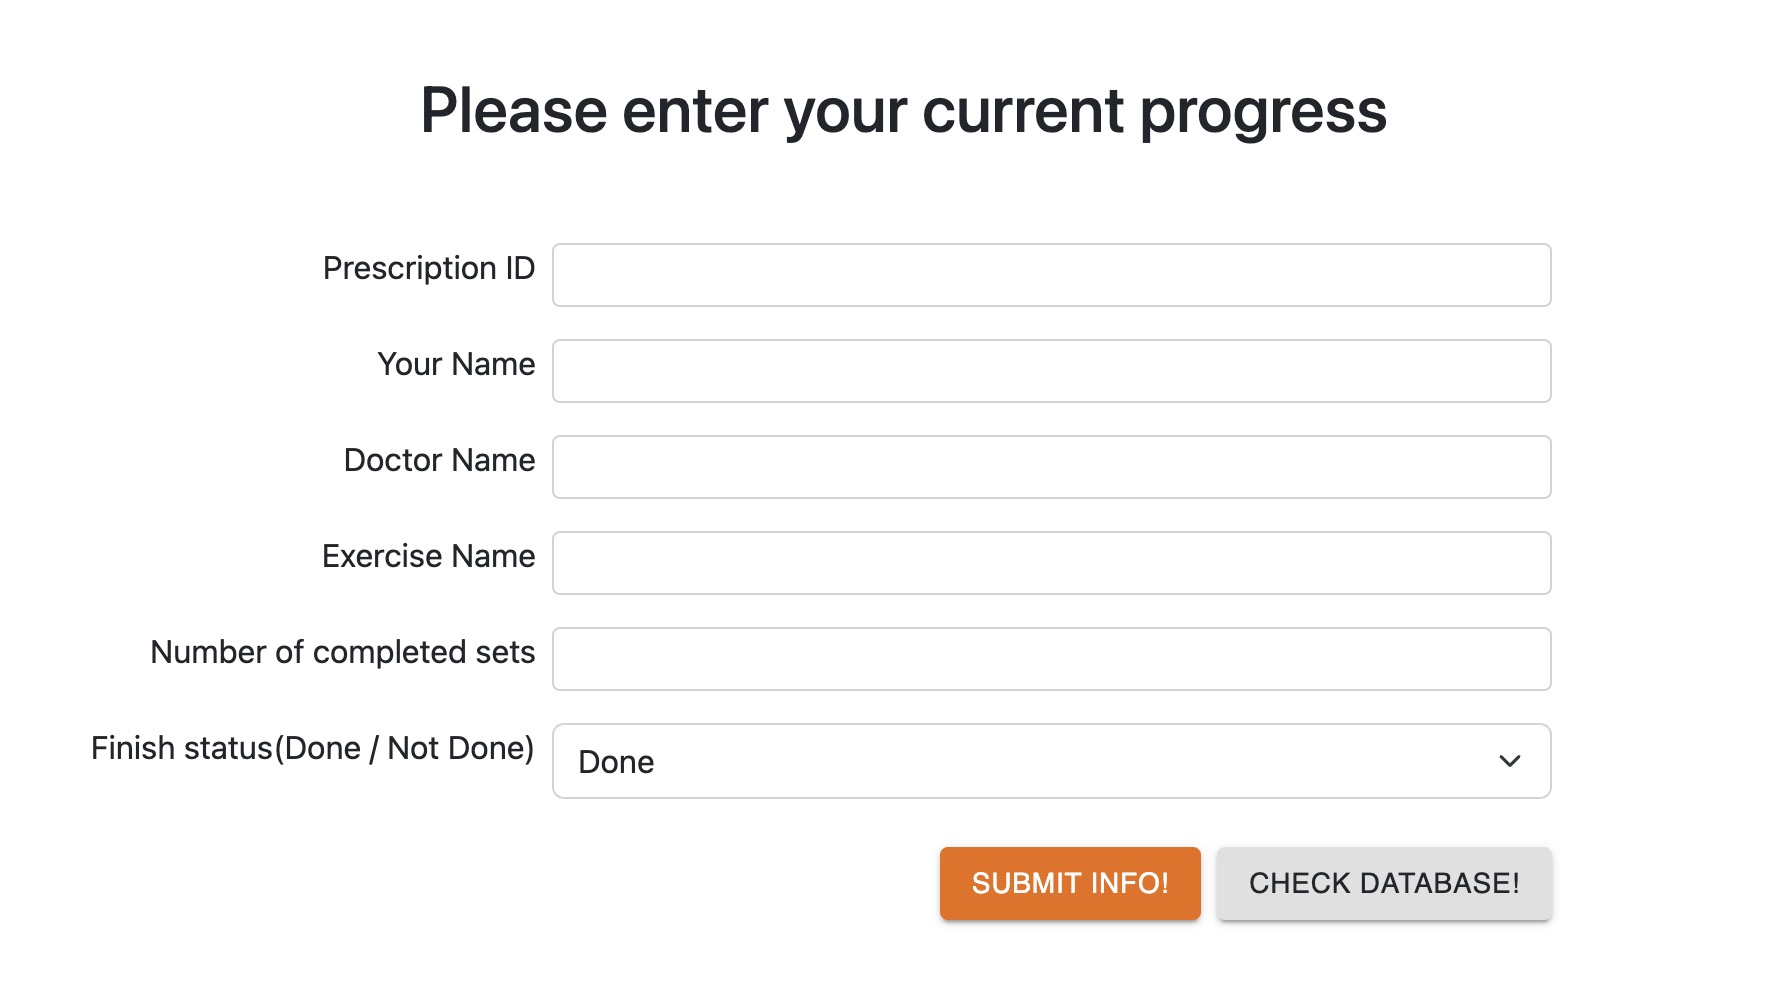 Please enter your current progress
Prescription ID
Your Name
Doctor Name
Exercise Name
Number of completed sets
Finish status(Done / Not Done)
Done
SUBMIT INFO!
CHECK DATABASE!